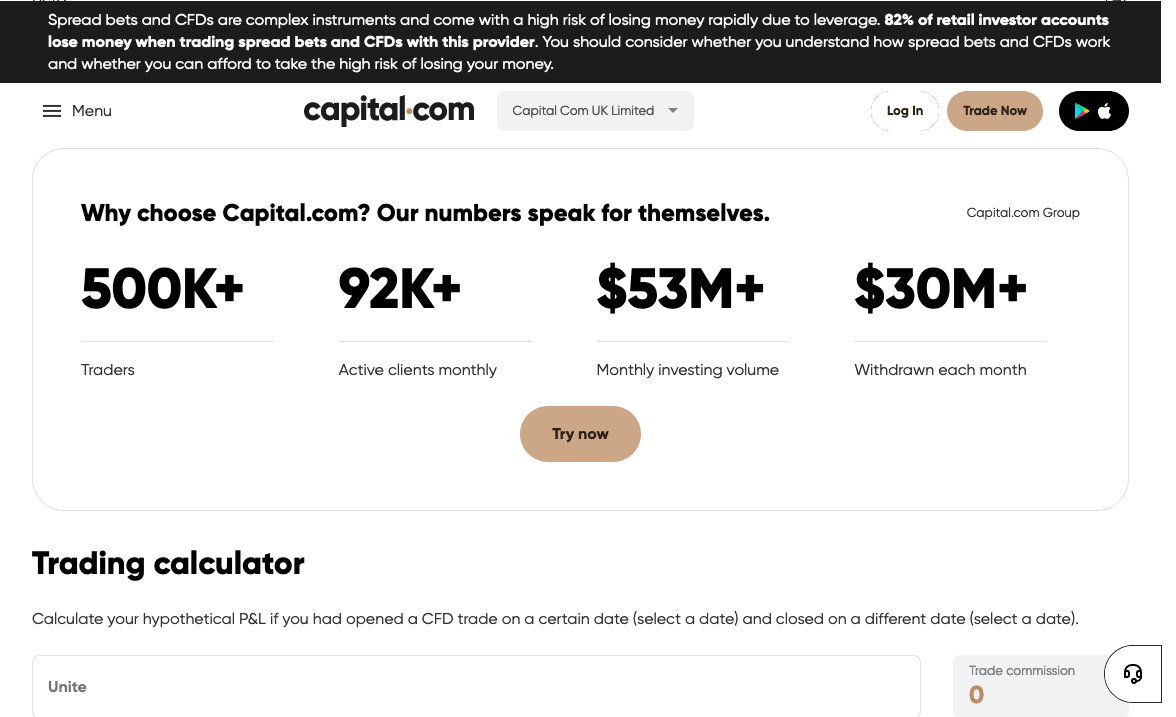 Spread bets and CFDs are complex instruments and come with a high risk of losing money rapidly due to leverage. 82% of retail investor accounts
lose money when trading spread bets and CFDs with this provider. You should consider whether you understand how spread bets and CFDs work
and whether you can afford to take the high risk of losing your money.
Menu
capital.com
Capital Com UK Limited
Log In
Trade Now
Why choose Capital.com? Our numbers speak for themselves.
Capital.com Group
500K+
92K+
$53M+
$30M+
Traders
Active clients monthly
Monthly investing volume
Withdrawn each month
Try now
Trading calculator
Calculate your hypothetical P&L if you had opened a CFD trade on a certain date (select a date) and closed on a different date (select a date).
Unite
Trade commission
0